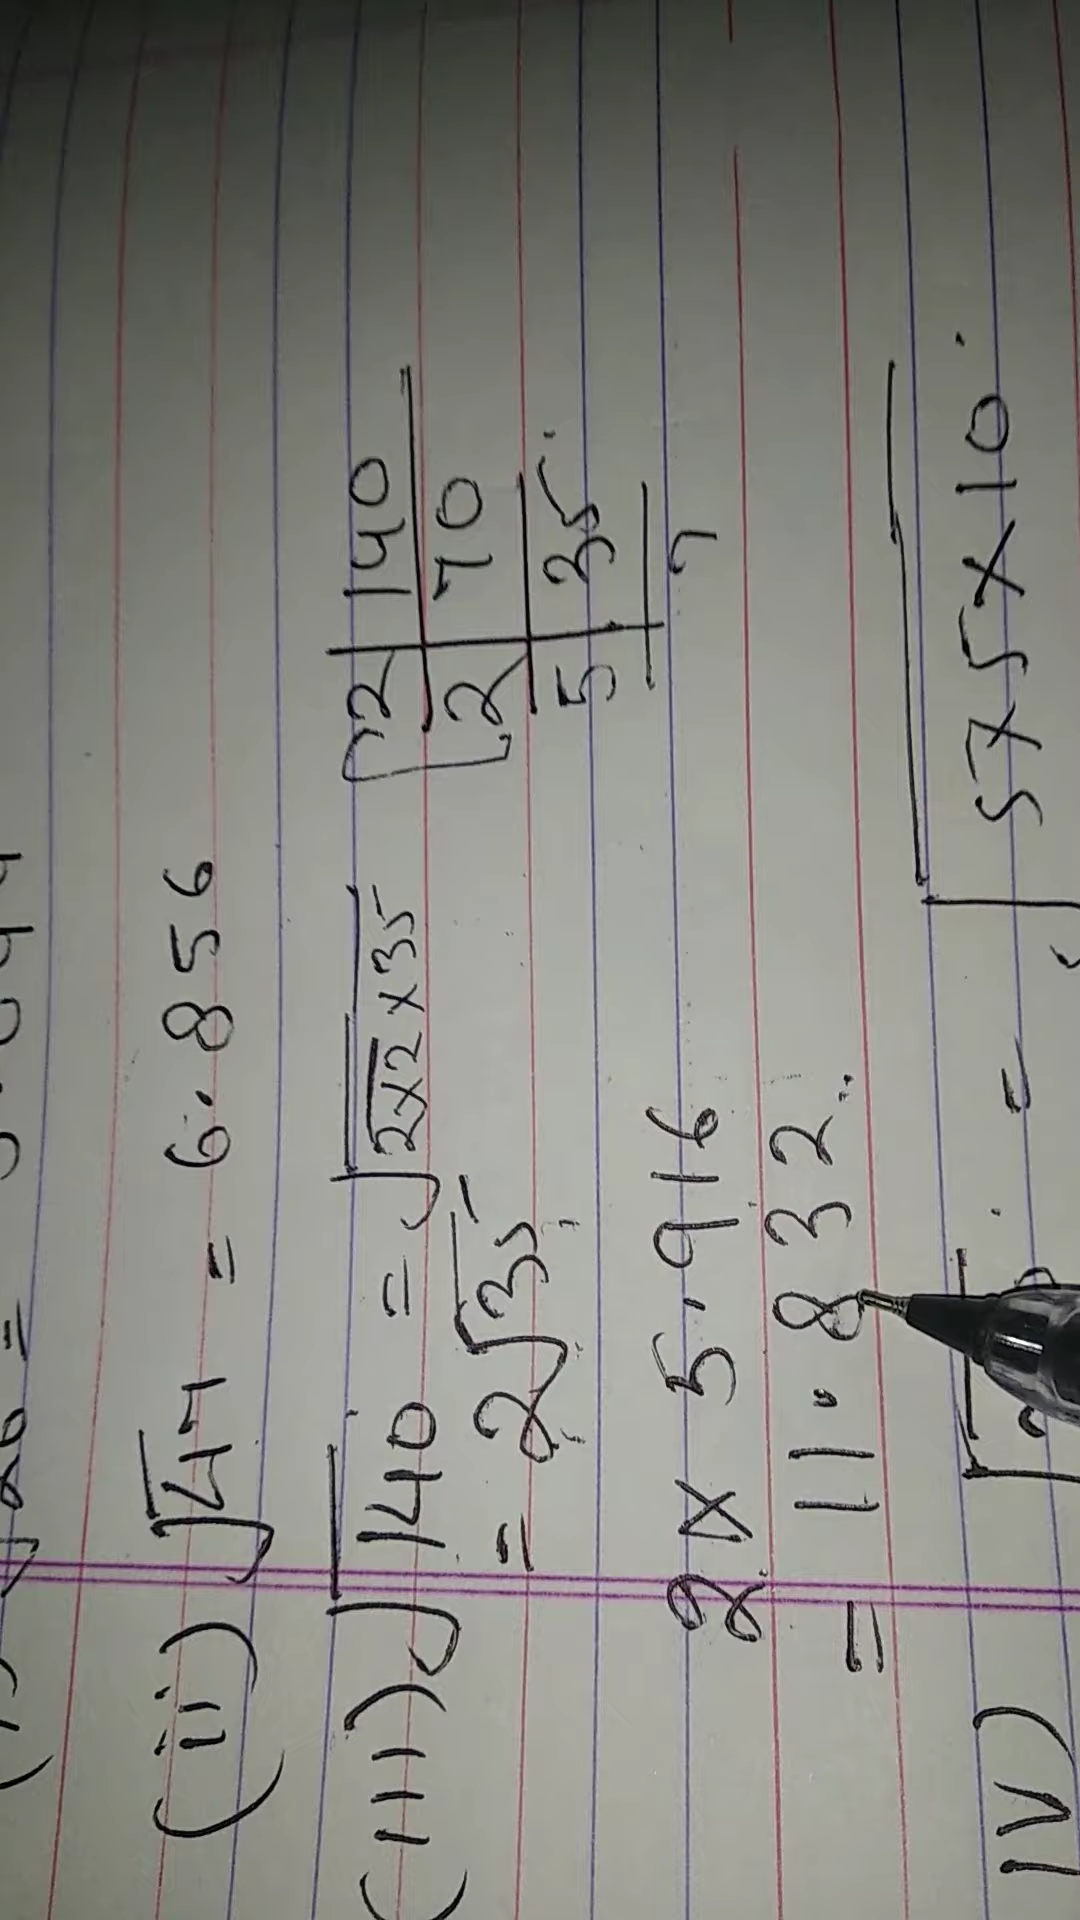 (ii) √47 = 6.856
(iii) √140 = √2×2×35
= 2√35
2 × 5.916
= 11.832
2 | 140
2 | 70
5 | 35
7
iv) = √5×5×10